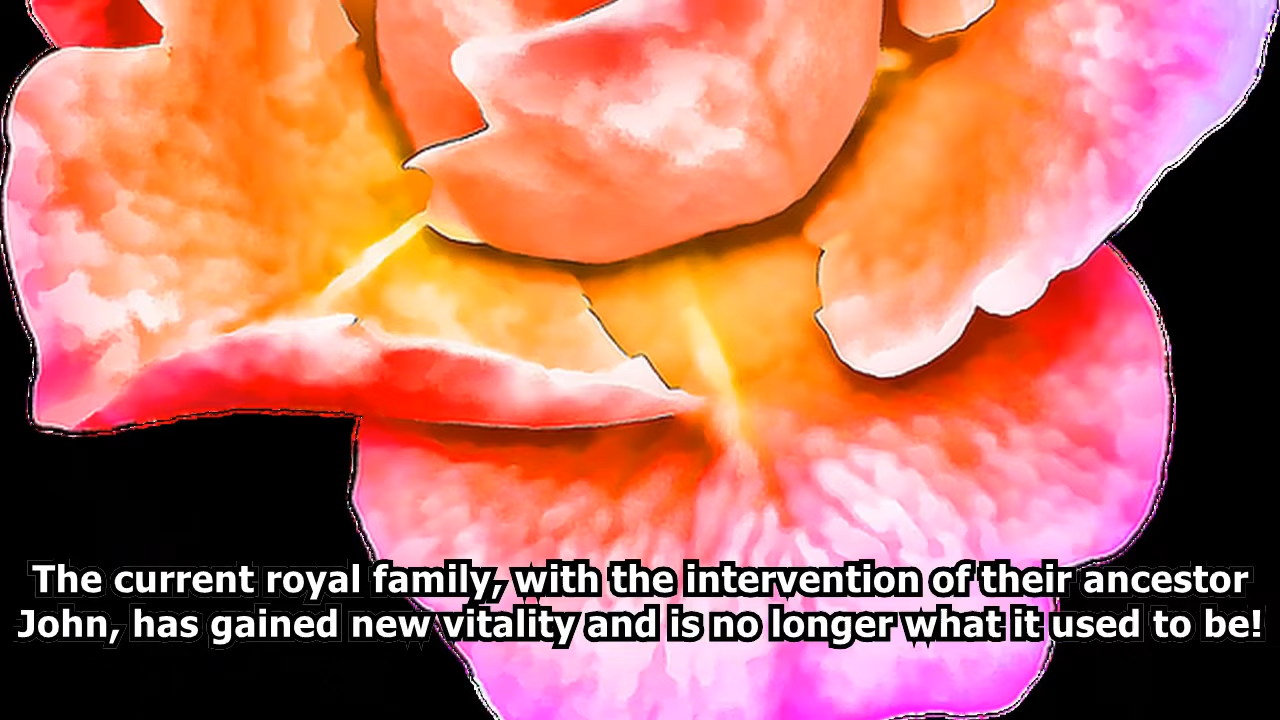 The current royal family, with the intervention of their ancestor
John, has gained new vitality and is no longer what it used to be!